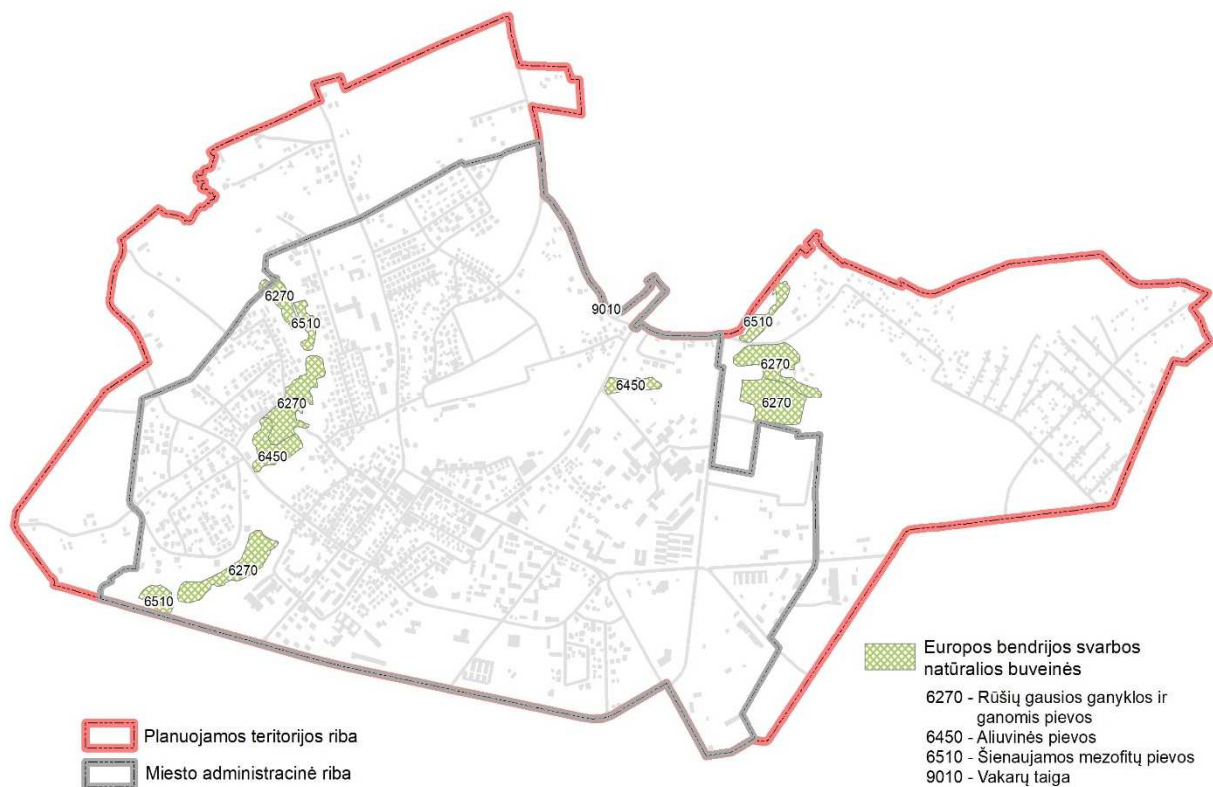 6270
6510
9010
6510
6270
6270
6450
6270
6450
6270
6510
Europos bendrijos svarbos
natūralios buveinės
6270 - Rūšių gausios ganyklos ir
ganomis pievos
6450 - Aliuvinės pievos
6510 - Šienaujamos mezofitų pievos
9010 - Vakarų taiga
Planuojamos teritorijos riba
Miesto administracinė riba